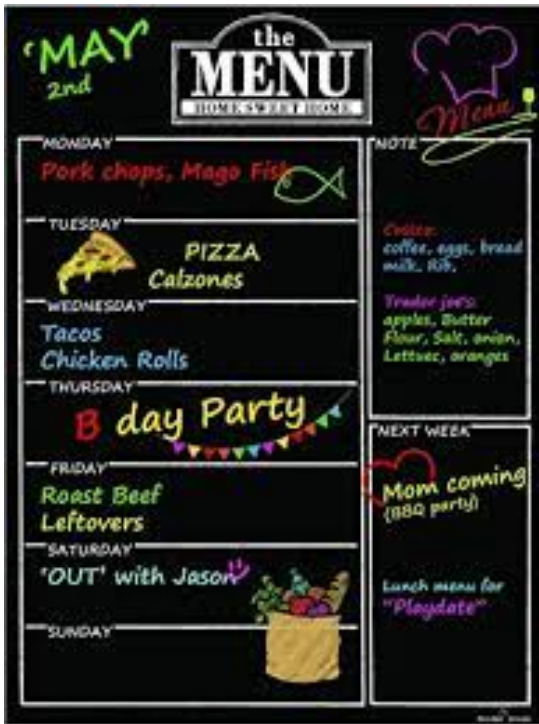 'MAY'
2nd
the
MENU
HOME SWEET HOME
Menu
MONDAY
Pork chops, Mago Fish
TUESDAY
PIZZA
Calzones
WEDNESDAY
Tacos
Chicken Rolls
THURSDAY
B day Party
FRIDAY
Roast Beef
Leftovers
SATURDAY
'OUT' with Jason
SUNDAY
NOTE
Costco:
coffee, eggs, bread
milk, Rib,
Trader Joe's:
apples, Butter
Flour, Salt, onion,
Lettuec, oranges
NEXT WEEK
Mom coming
(BBQ party)
Lunch menu for
"Playdate"